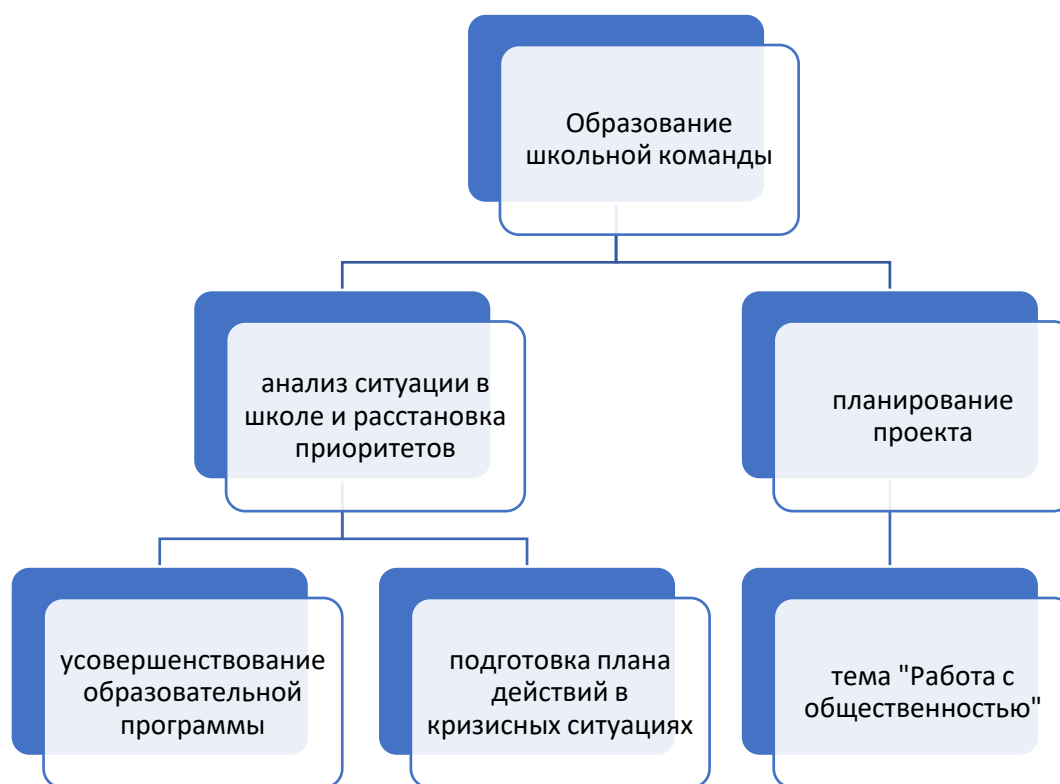 Образование
школьной команды
анализ ситуации в
школе и расстановка
приоритетов
планирование
проекта
усовершенствование
образовательной
программы
подготовка плана
действий в
кризисных ситуациях
тема "Работа с
общественностью"